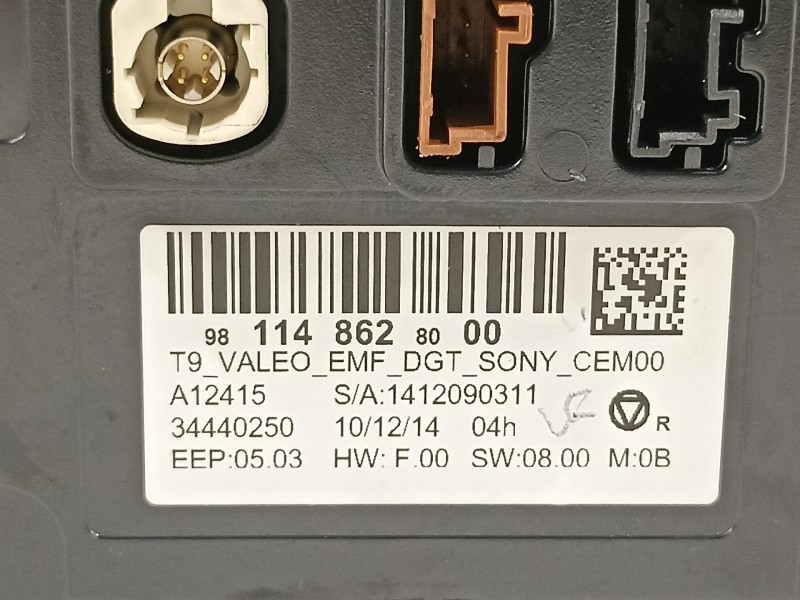 98 114 862 80 00
T9_VALEO_EMF_DGT_SONY_CEM00
A12415 S/A:1412090311
34440250 10/12/14 04h
R
EEP:05.03 HW: F.00 SW:08.00 M:0B